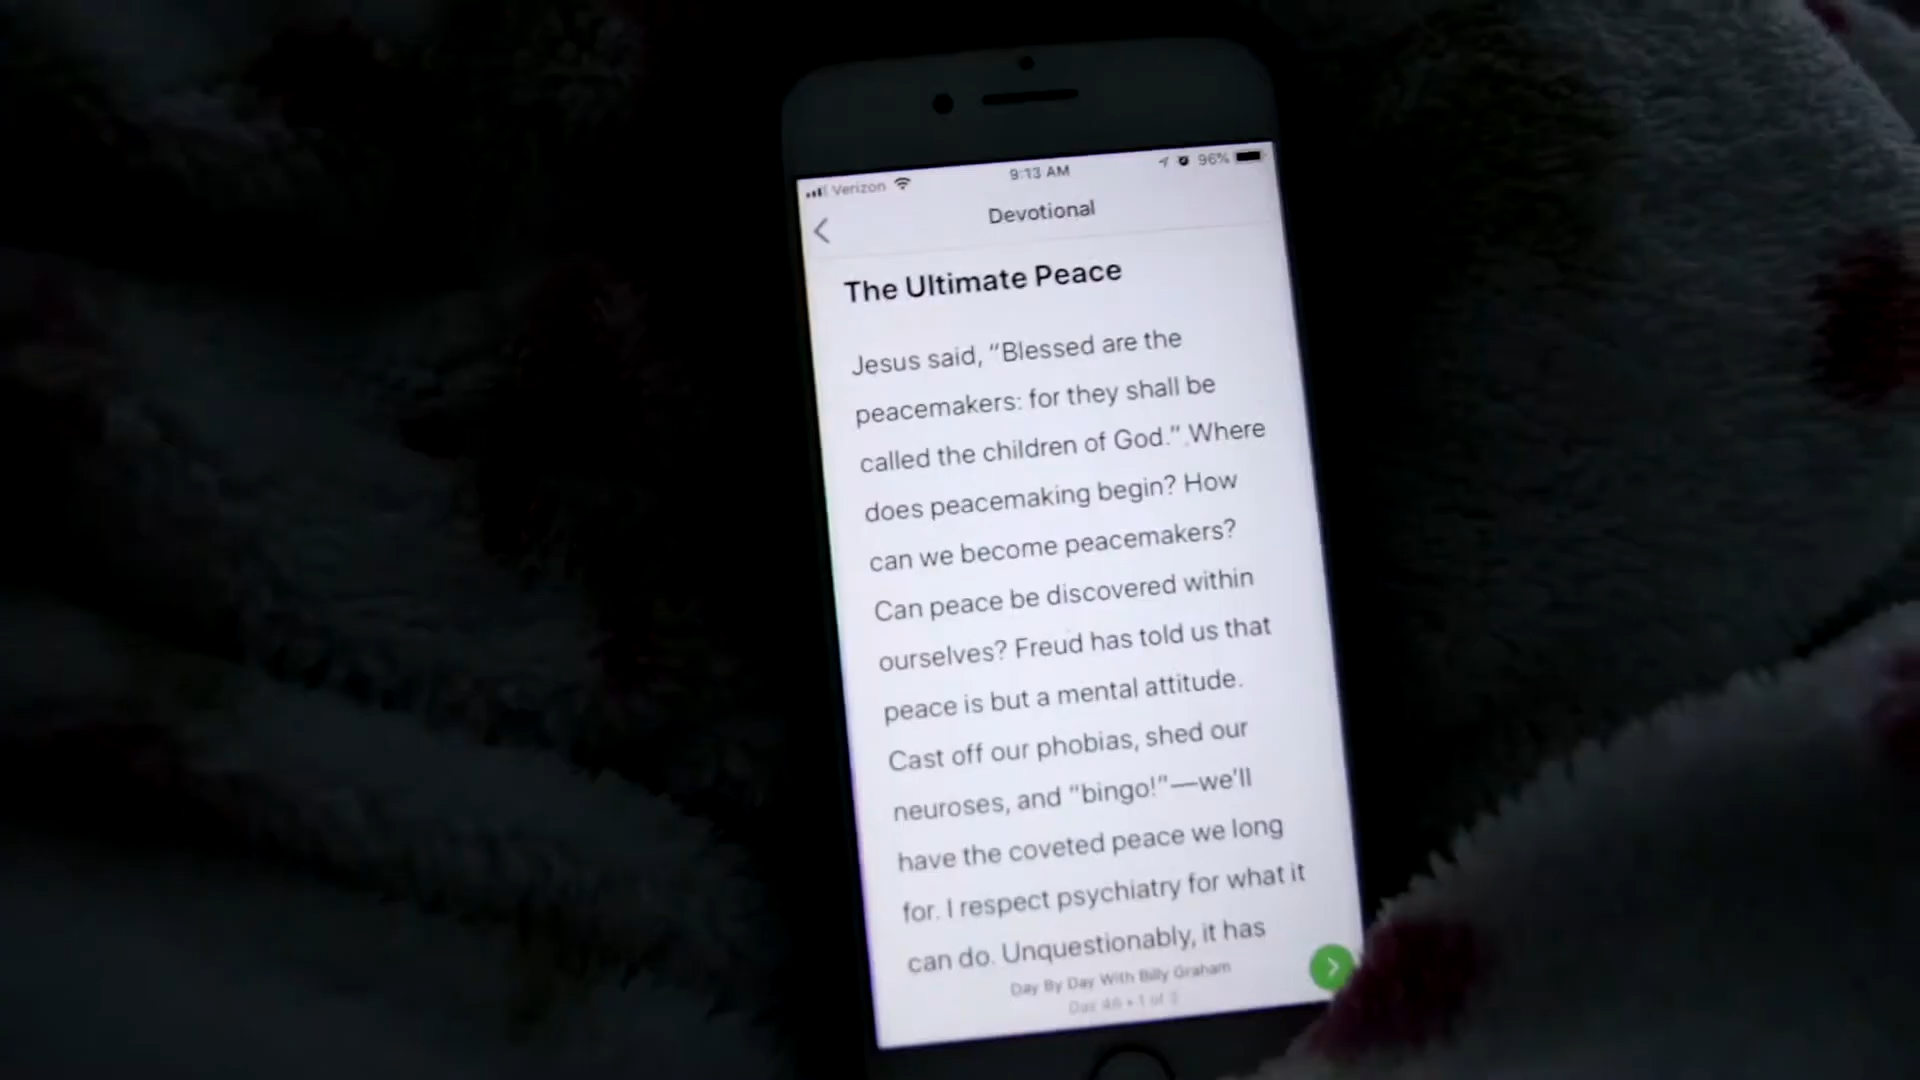 Verizon 9:13 AM 96%
Devotional
The Ultimate Peace
Jesus said, “Blessed are the
peacemakers: for they shall be
called the children of God.” Where
does peacemaking begin? How
can we become peacemakers?
Can peace be discovered within
ourselves? Freud has told us that
peace is but a mental attitude.
Cast off our phobias, shed our
neuroses, and “bingo!”—we’ll
have the coveted peace we long
for. I respect psychiatry for what it
can do. Unquestionably, it has
Day By Day With Billy Graham
Day • 1 of